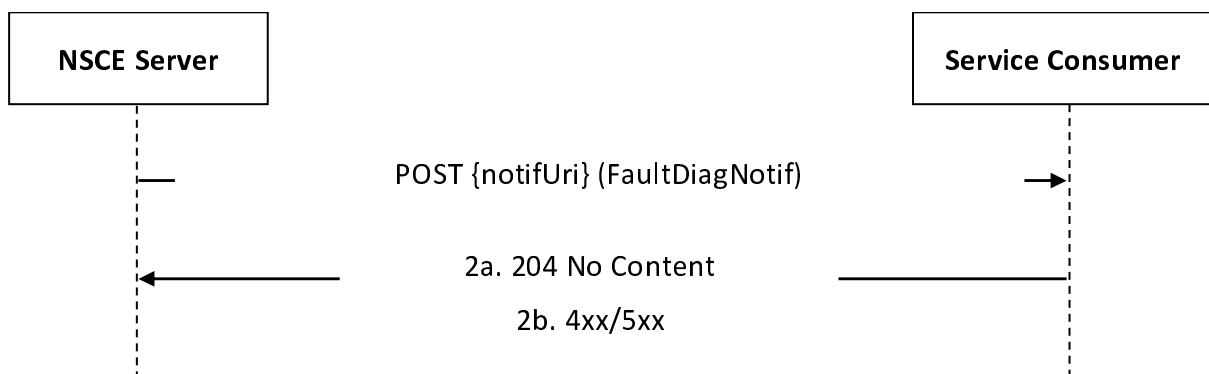 NSCE Server
Service Consumer
POST {notifUri} (FaultDiagNotif)
2a. 204 No Content
2b. 4xx/5xx